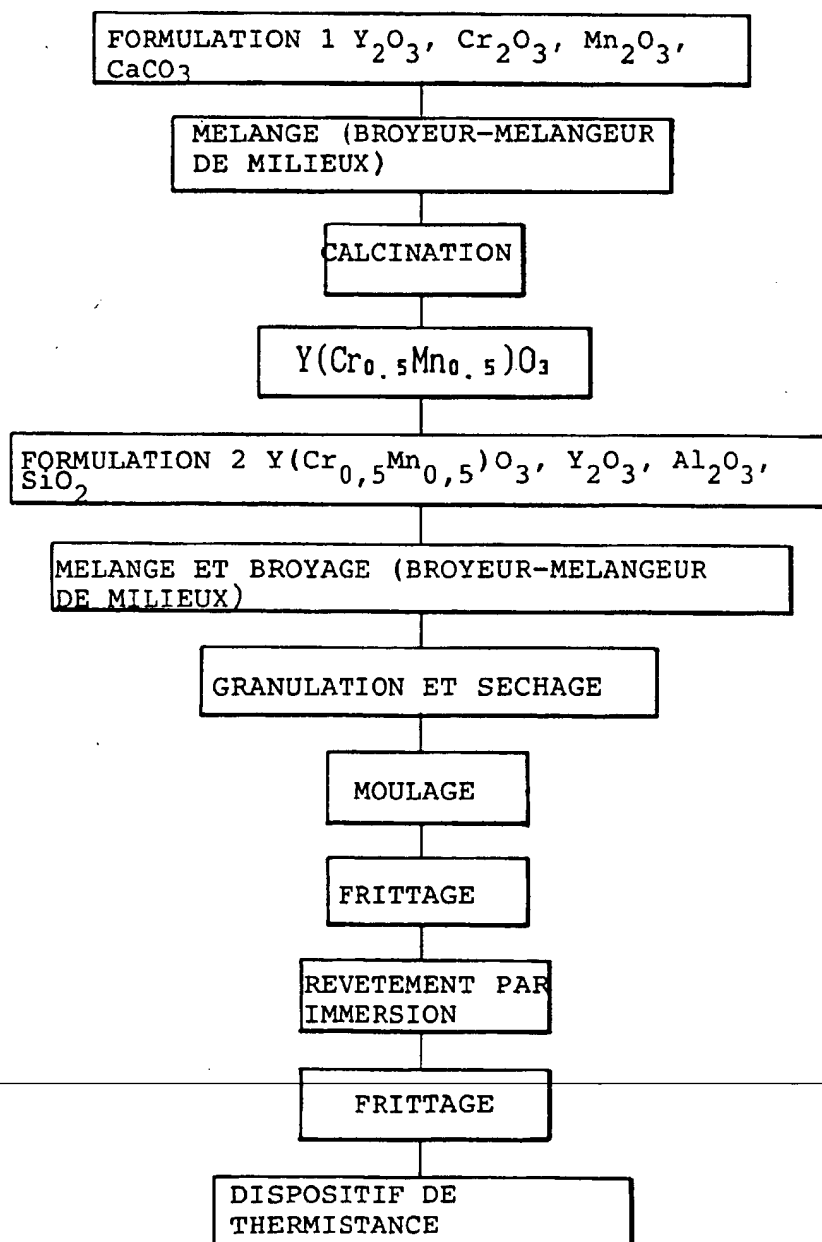 FORMULATION 1 Y₂O₃, Cr₂O₃, Mn₂O₃,
CaCO₃
MELANGE (BROYEUR-MELANGEUR
DE MILIEUX)
CALCINATION
Y(Cr₀.₅Mn₀.₅)O₃
FORMULATION 2 Y(Cr₀,₅Mn₀,₅)O₃, Y₂O₃, Al₂O₃,
SiO₂
MELANGE ET BROYAGE (BROYEUR-MELANGEUR
DE MILIEUX)
GRANULATION ET SECHAGE
MOULAGE
FRITTAGE
REVETEMENT PAR
IMMERSION
FRITTAGE
DISPOSITIF DE
THERMISTANCE